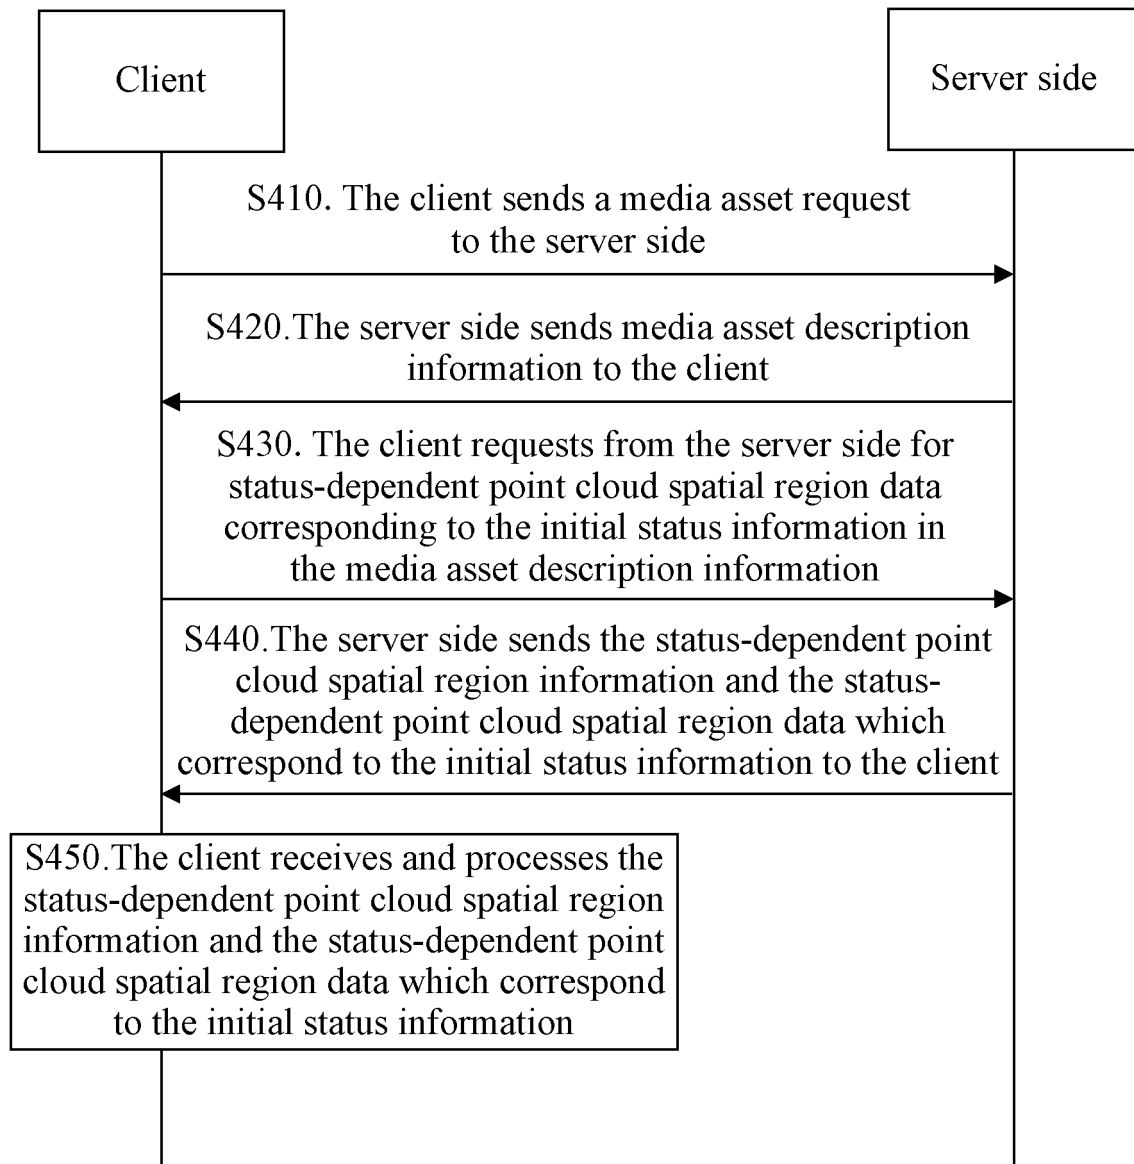 Client
Server side
S410. The client sends a media asset request
to the server side
S420.The server side sends media asset description
information to the client
S430. The client requests from the server side for
status-dependent point cloud spatial region data
corresponding to the initial status information in
the media asset description information
S440.The server side sends the status-dependent point
cloud spatial region information and the status-
dependent point cloud spatial region data which
correspond to the initial status information to the client
S450.The client receives and processes the
status-dependent point cloud spatial region
information and the status-dependent point
cloud spatial region data which correspond
to the initial status information